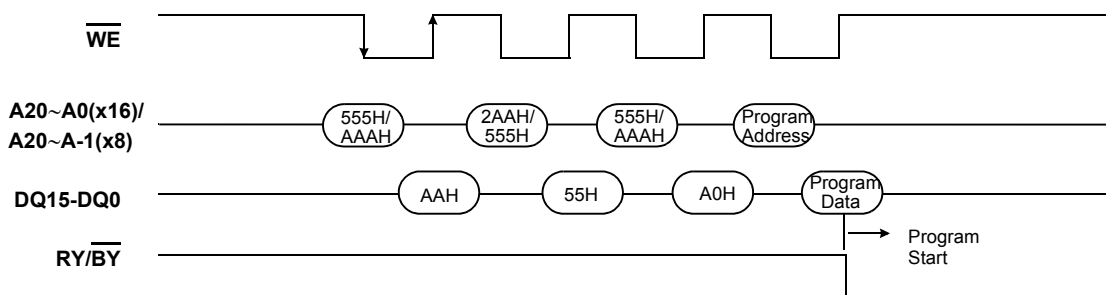 WE
A20~A0(x16)/
A20~A-1(x8)
555H/
AAAH
2AAH/
555H
555H/
AAAH
Program
Address
DQ15-DQ0
AAH
55H
A0H
Program
Data
RY/BY
Program
Start